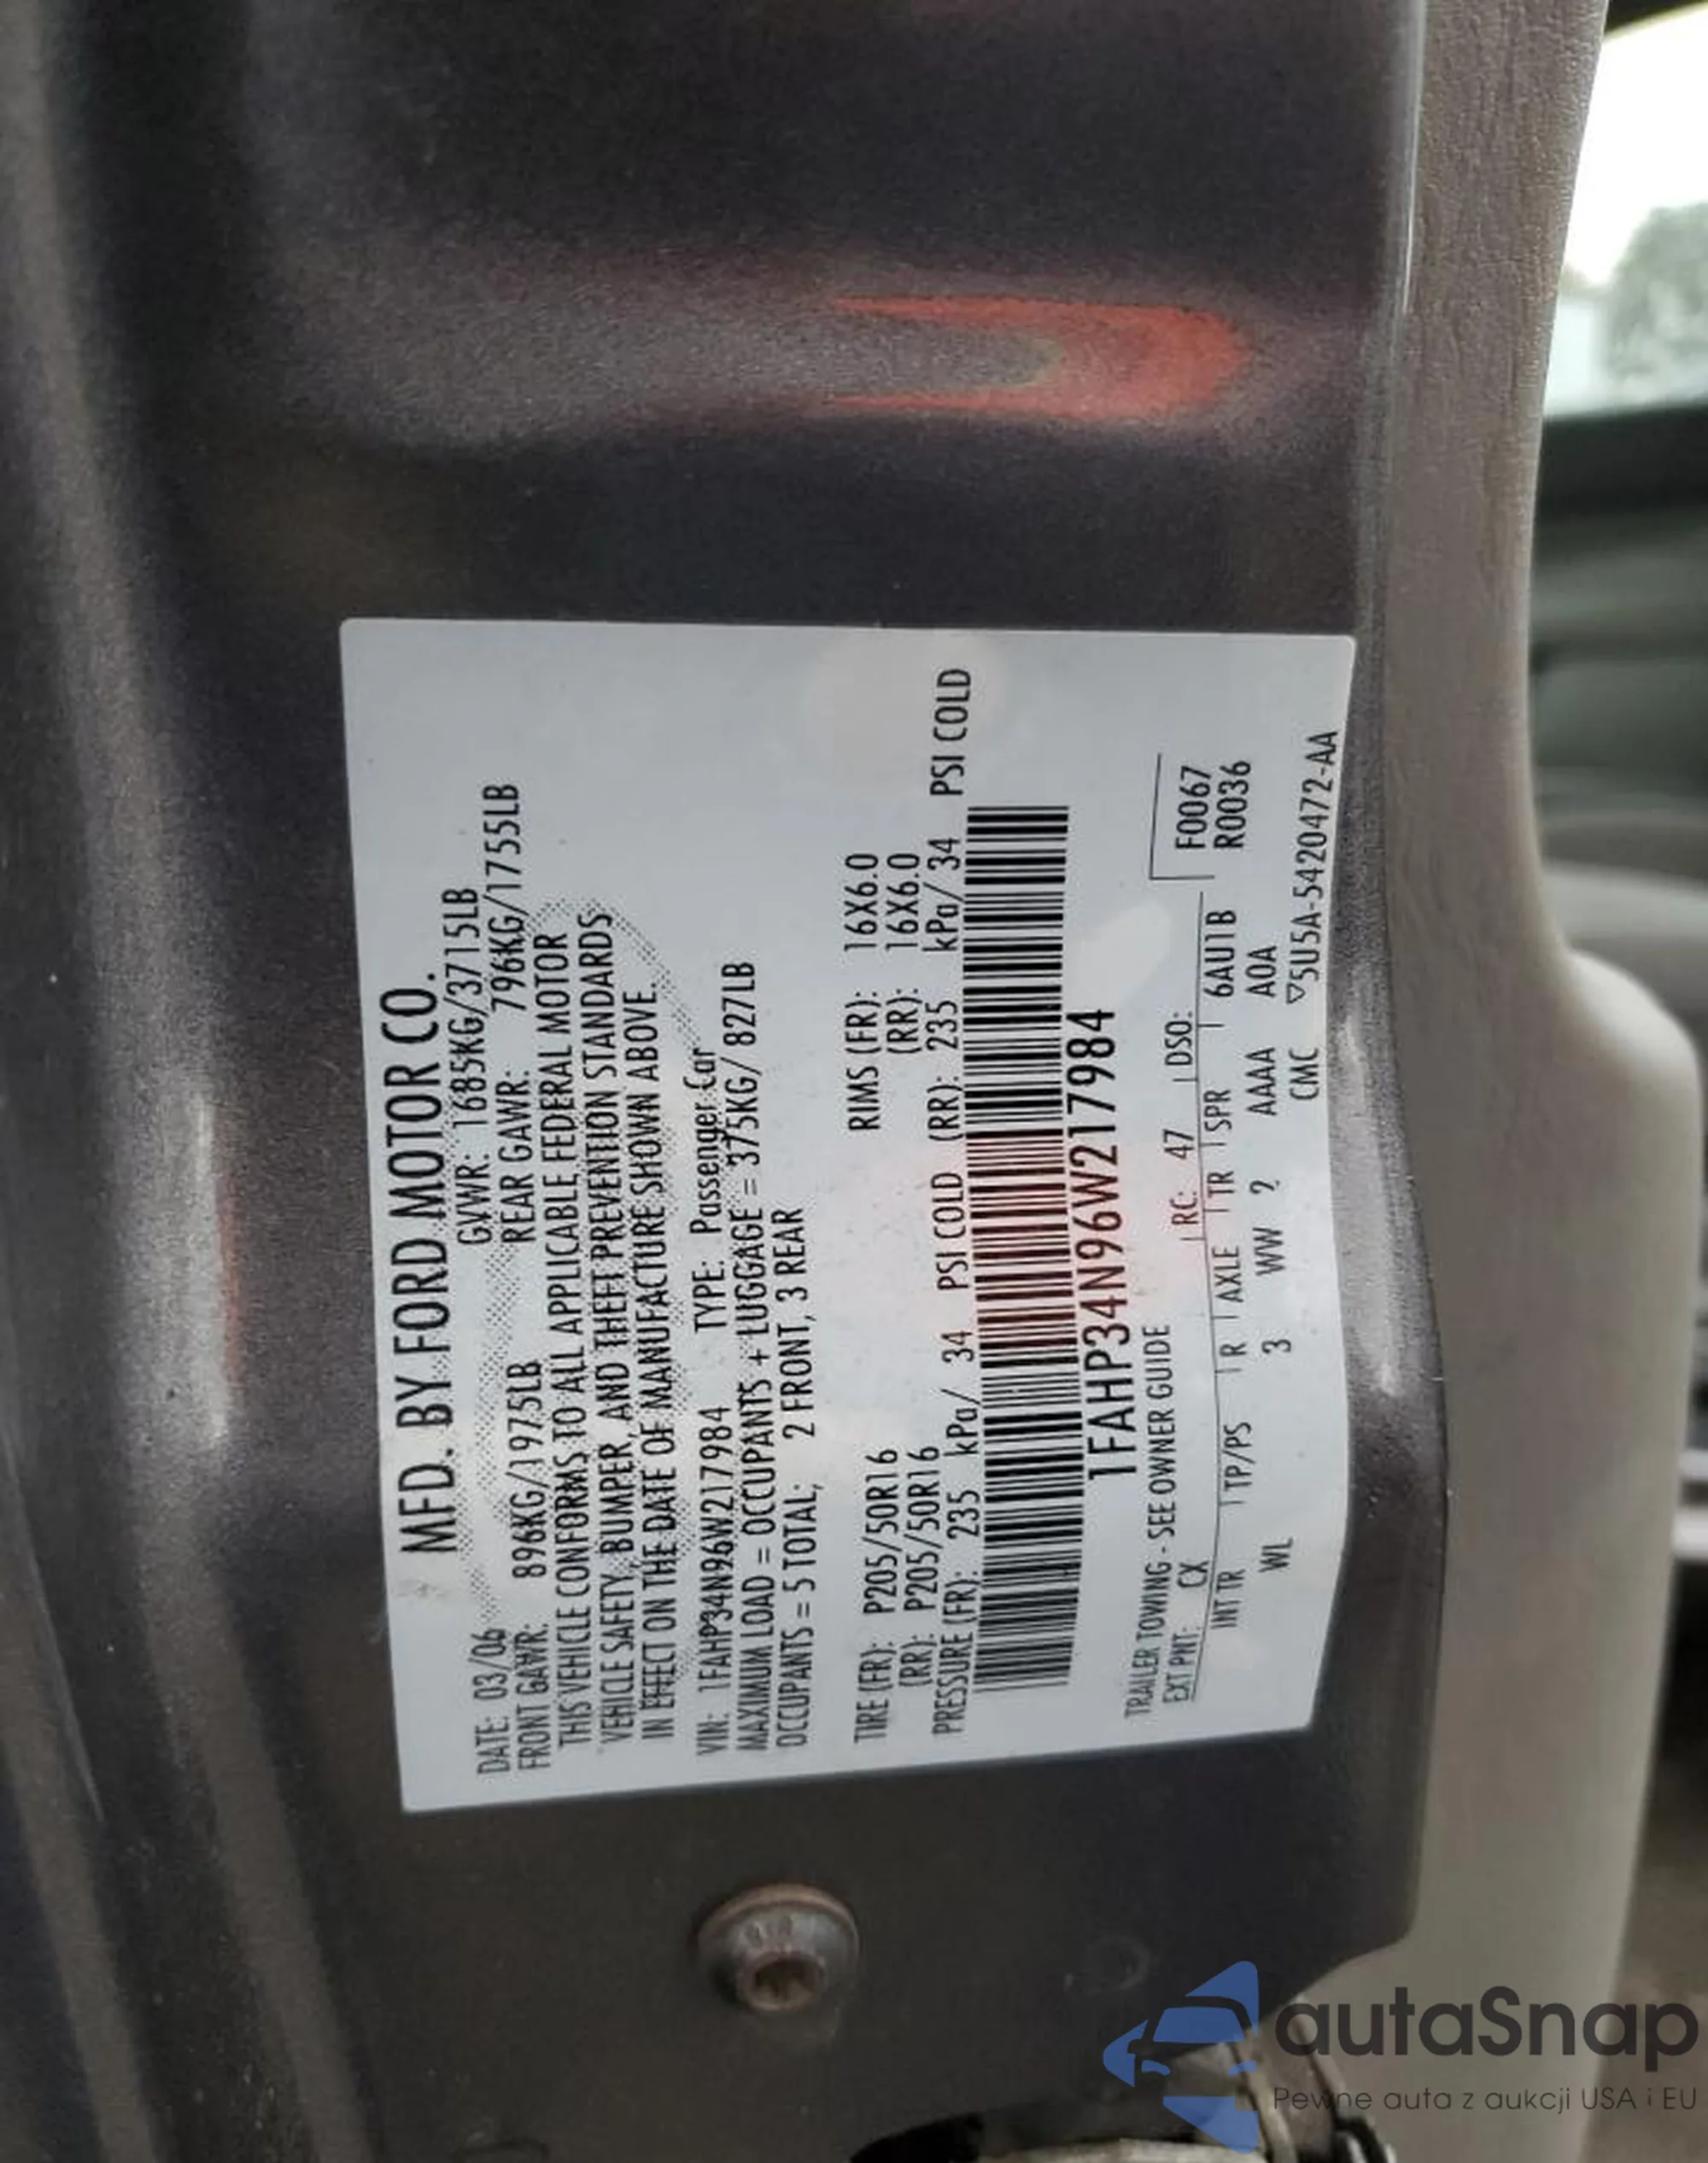 MFD. BY FORD MOTOR CO.
DATE: 03/06 GVWR: 1685KG/3715LB
FRONT GAWR: 896KG/1975LB REAR GAWR: 796KG/1755LB
THIS VEHICLE CONFORMS TO ALL APPLICABLE FEDERAL MOTOR
VEHICLE SAFETY, BUMPER, AND THEFT PREVENTION STANDARDS
IN EFFECT ON THE DATE OF MANUFACTURE SHOWN ABOVE.
VIN: 1FAHP34N96W217984 TYPE: Passenger Car
MAXIMUM LOAD = OCCUPANTS + LUGGAGE = 375KG/ 827LB
OCCUPANTS = 5 TOTAL; 2 FRONT, 3 REAR
TIRE (FR): P205/50R16 RIMS (FR): 16X6.0
(RR): P205/50R16 (RR): 16X6.0
PRESSURE (FR): 235 kPa/ 34 PSI COLD (RR): 235 kPa/ 34 PSI COLD
1FAHP34N96W217984
TRAILER TOWING - SEE OWNER GUIDE
EXT PNT: CX RC: 47 DSO: F0067
INT TR TP/PS R AXLE TR SPR 6AU1B R0036
WL 3 WW 2 AAAA AOA
CMC ▽5U5A-5420472-AA
autaSnap
Pewne auta z aukcji USA i EU